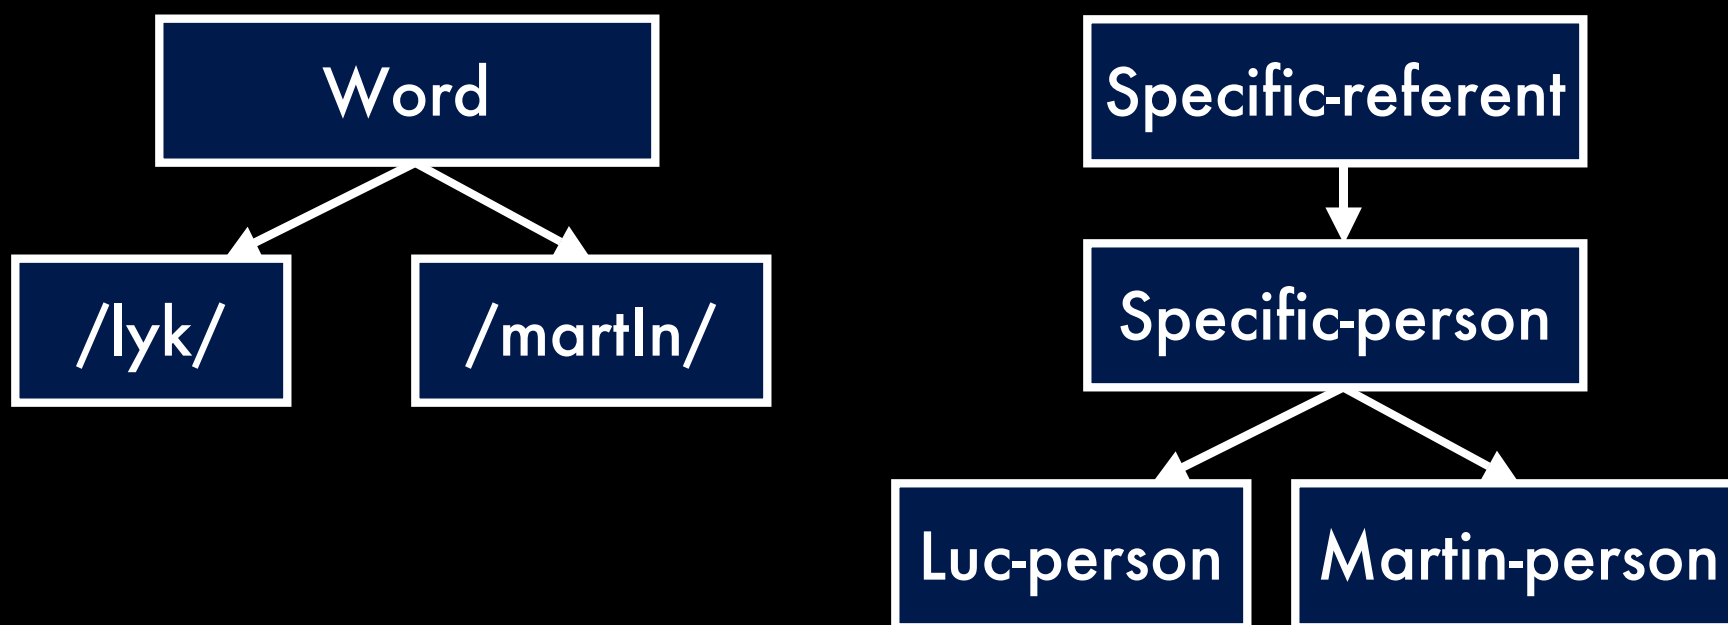 Word
Specific-referent
/lyk/
/martIn/
Specific-person
Luc-person
Martin-person